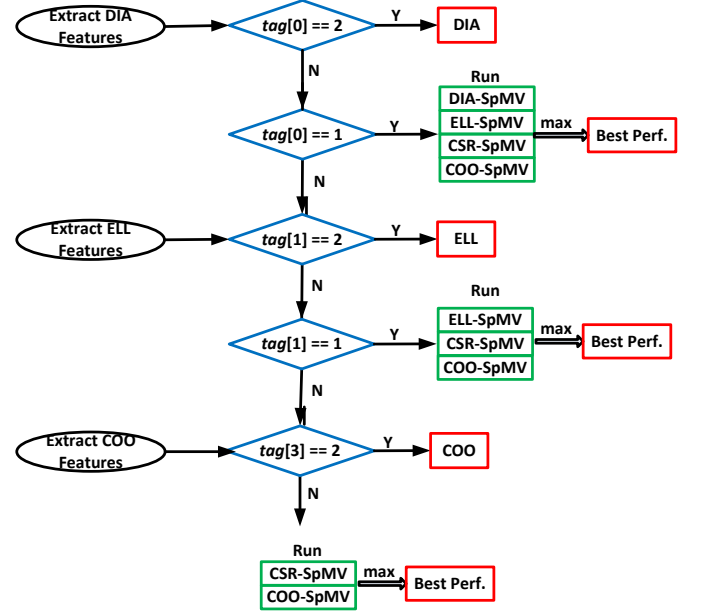 Extract DIA
Features
tag[0] == 2
Y
DIA
N
Run
tag[0] == 1
Y
DIA-SpMV
ELL-SpMV
CSR-SpMV
COO-SpMV
max
Best Perf.
N
Extract ELL
Features
tag[1] == 2
Y
ELL
N
Run
tag[1] == 1
Y
ELL-SpMV
CSR-SpMV
COO-SpMV
max
Best Perf.
N
Extract COO
Features
tag[3] == 2
Y
COO
N
Run
CSR-SpMV
COO-SpMV
max
Best Perf.